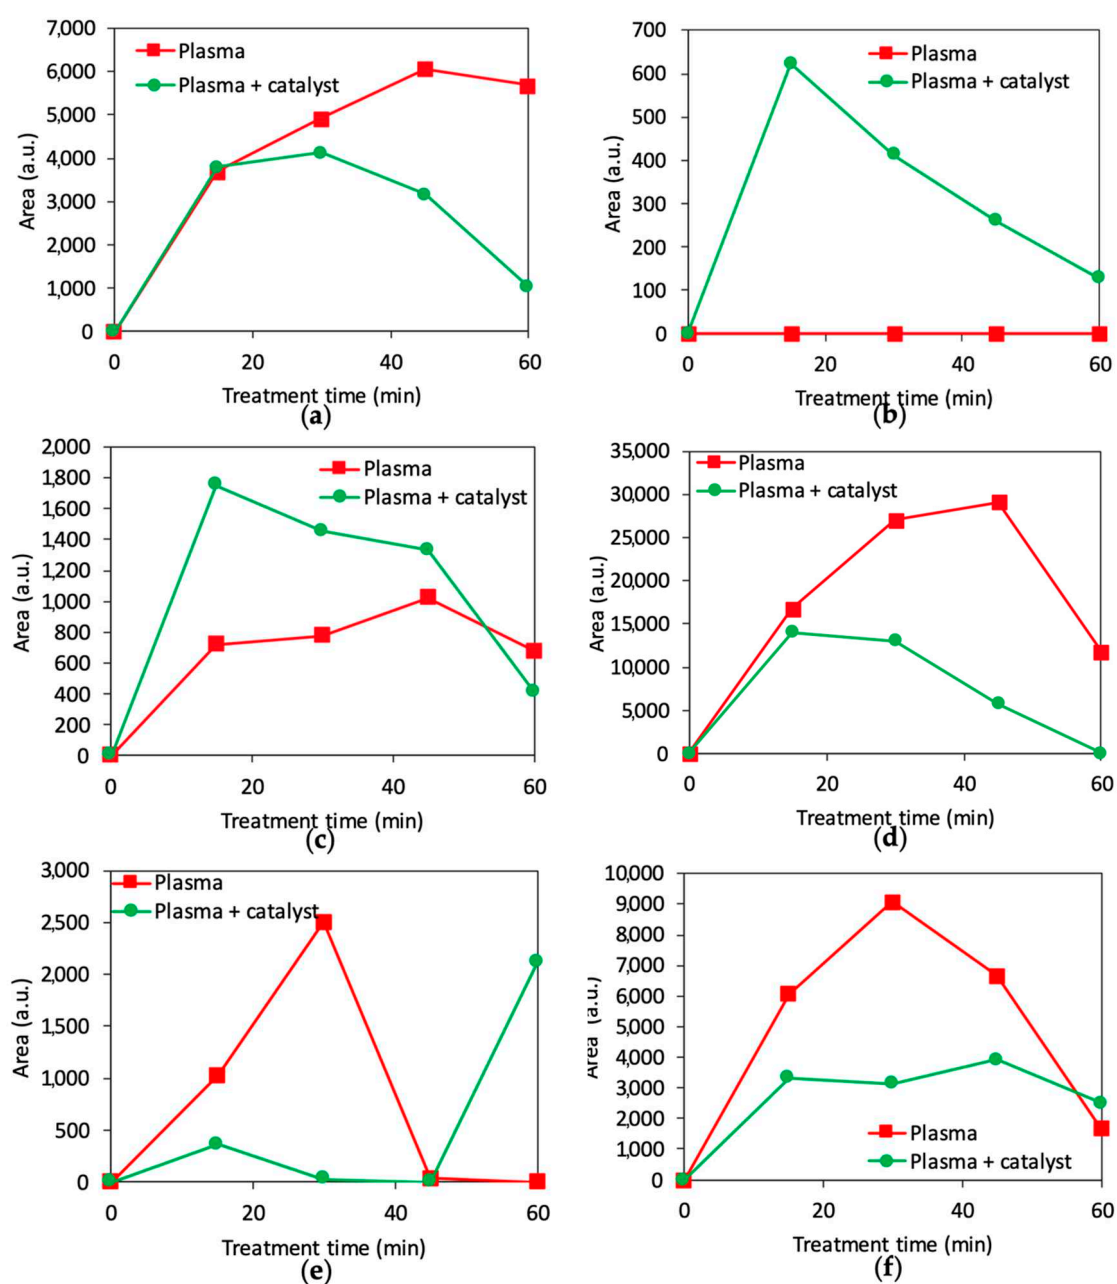 7,000
6,000
5,000
4,000
3,000
2,000
1,000
0
Area (a.u.)
Plasma
Plasma + catalyst
0 20 40 60
Treatment time (min)
(a)
700
600
500
400
300
200
100
0
Area (a.u.)
Plasma
Plasma + catalyst
0 20 40 60
Treatment time (min)
(b)
2,000
1,800
1,600
1,400
1,200
1,000
800
600
400
200
0
Area (a.u.)
Plasma
Plasma + catalyst
0 20 40 60
Treatment time (min)
(c)
35,000
30,000
25,000
20,000
15,000
10,000
5,000
0
Area (a.u.)
Plasma
Plasma + catalyst
0 20 40 60
Treatment time (min)
(d)
3,000
2,500
2,000
1,500
1,000
500
0
Area (a.u.)
Plasma
Plasma + catalyst
0 20 40 60
Treatment time (min)
(e)
10,000
9,000
8,000
7,000
6,000
5,000
4,000
3,000
2,000
1,000
0
Area (a.u.)
Plasma
Plasma + catalyst
0 20 40 60
Treatment time (min)
(f)